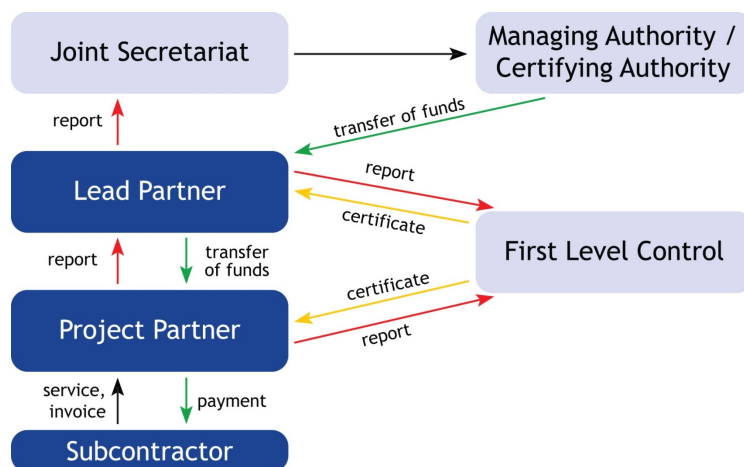 Joint Secretariat
Managing Authority /
Certifying Authority
report
transfer of funds
Lead Partner
report
certificate
report
transfer
of funds
First Level Control
certificate
Project Partner
report
service,
invoice
payment
Subcontractor